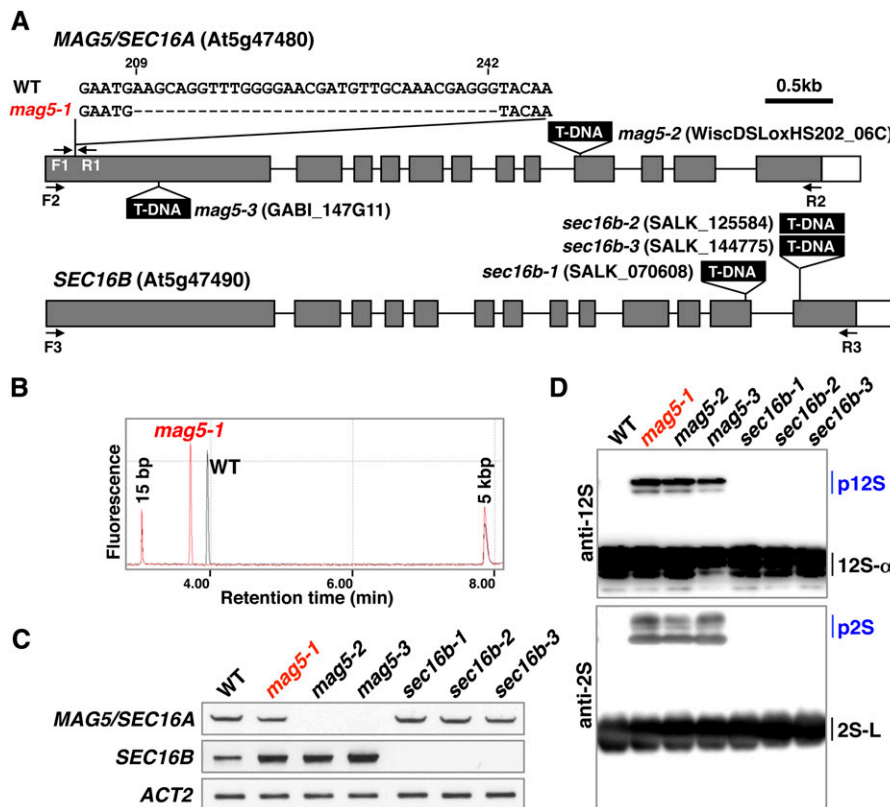 A
MAG5/SEC16A (At5g47480)
209 242
WT GAATGAAGCAGGTTTGGGGAACGATGTTGCAAACGAGGGTACAA
mag5-1 GAATG----------------------------------TACAA
0.5kb
T-DNA mag5-2 (WiscDSLoxHS202_06C)
F1 R1
F2 R2
T-DNA mag5-3 (GABI_147G11)
sec16b-2 (SALK_125584) T-DNA
sec16b-3 (SALK_144775) T-DNA
sec16b-1 (SALK_070608) T-DNA
SEC16B (At5g47490)
F3 R3
B
mag5-1
WT
15 bp
5 kbp
Fluorescence
4.00 6.00 8.00
Retention time (min)
C
WT mag5-1 mag5-2 mag5-3 sec16b-1 sec16b-2 sec16b-3
MAG5/SEC16A
SEC16B
ACT2
D
WT mag5-1 mag5-2 mag5-3 sec16b-1 sec16b-2 sec16b-3
anti-12S
p12S
12S-α
anti-2S
p2S
2S-L